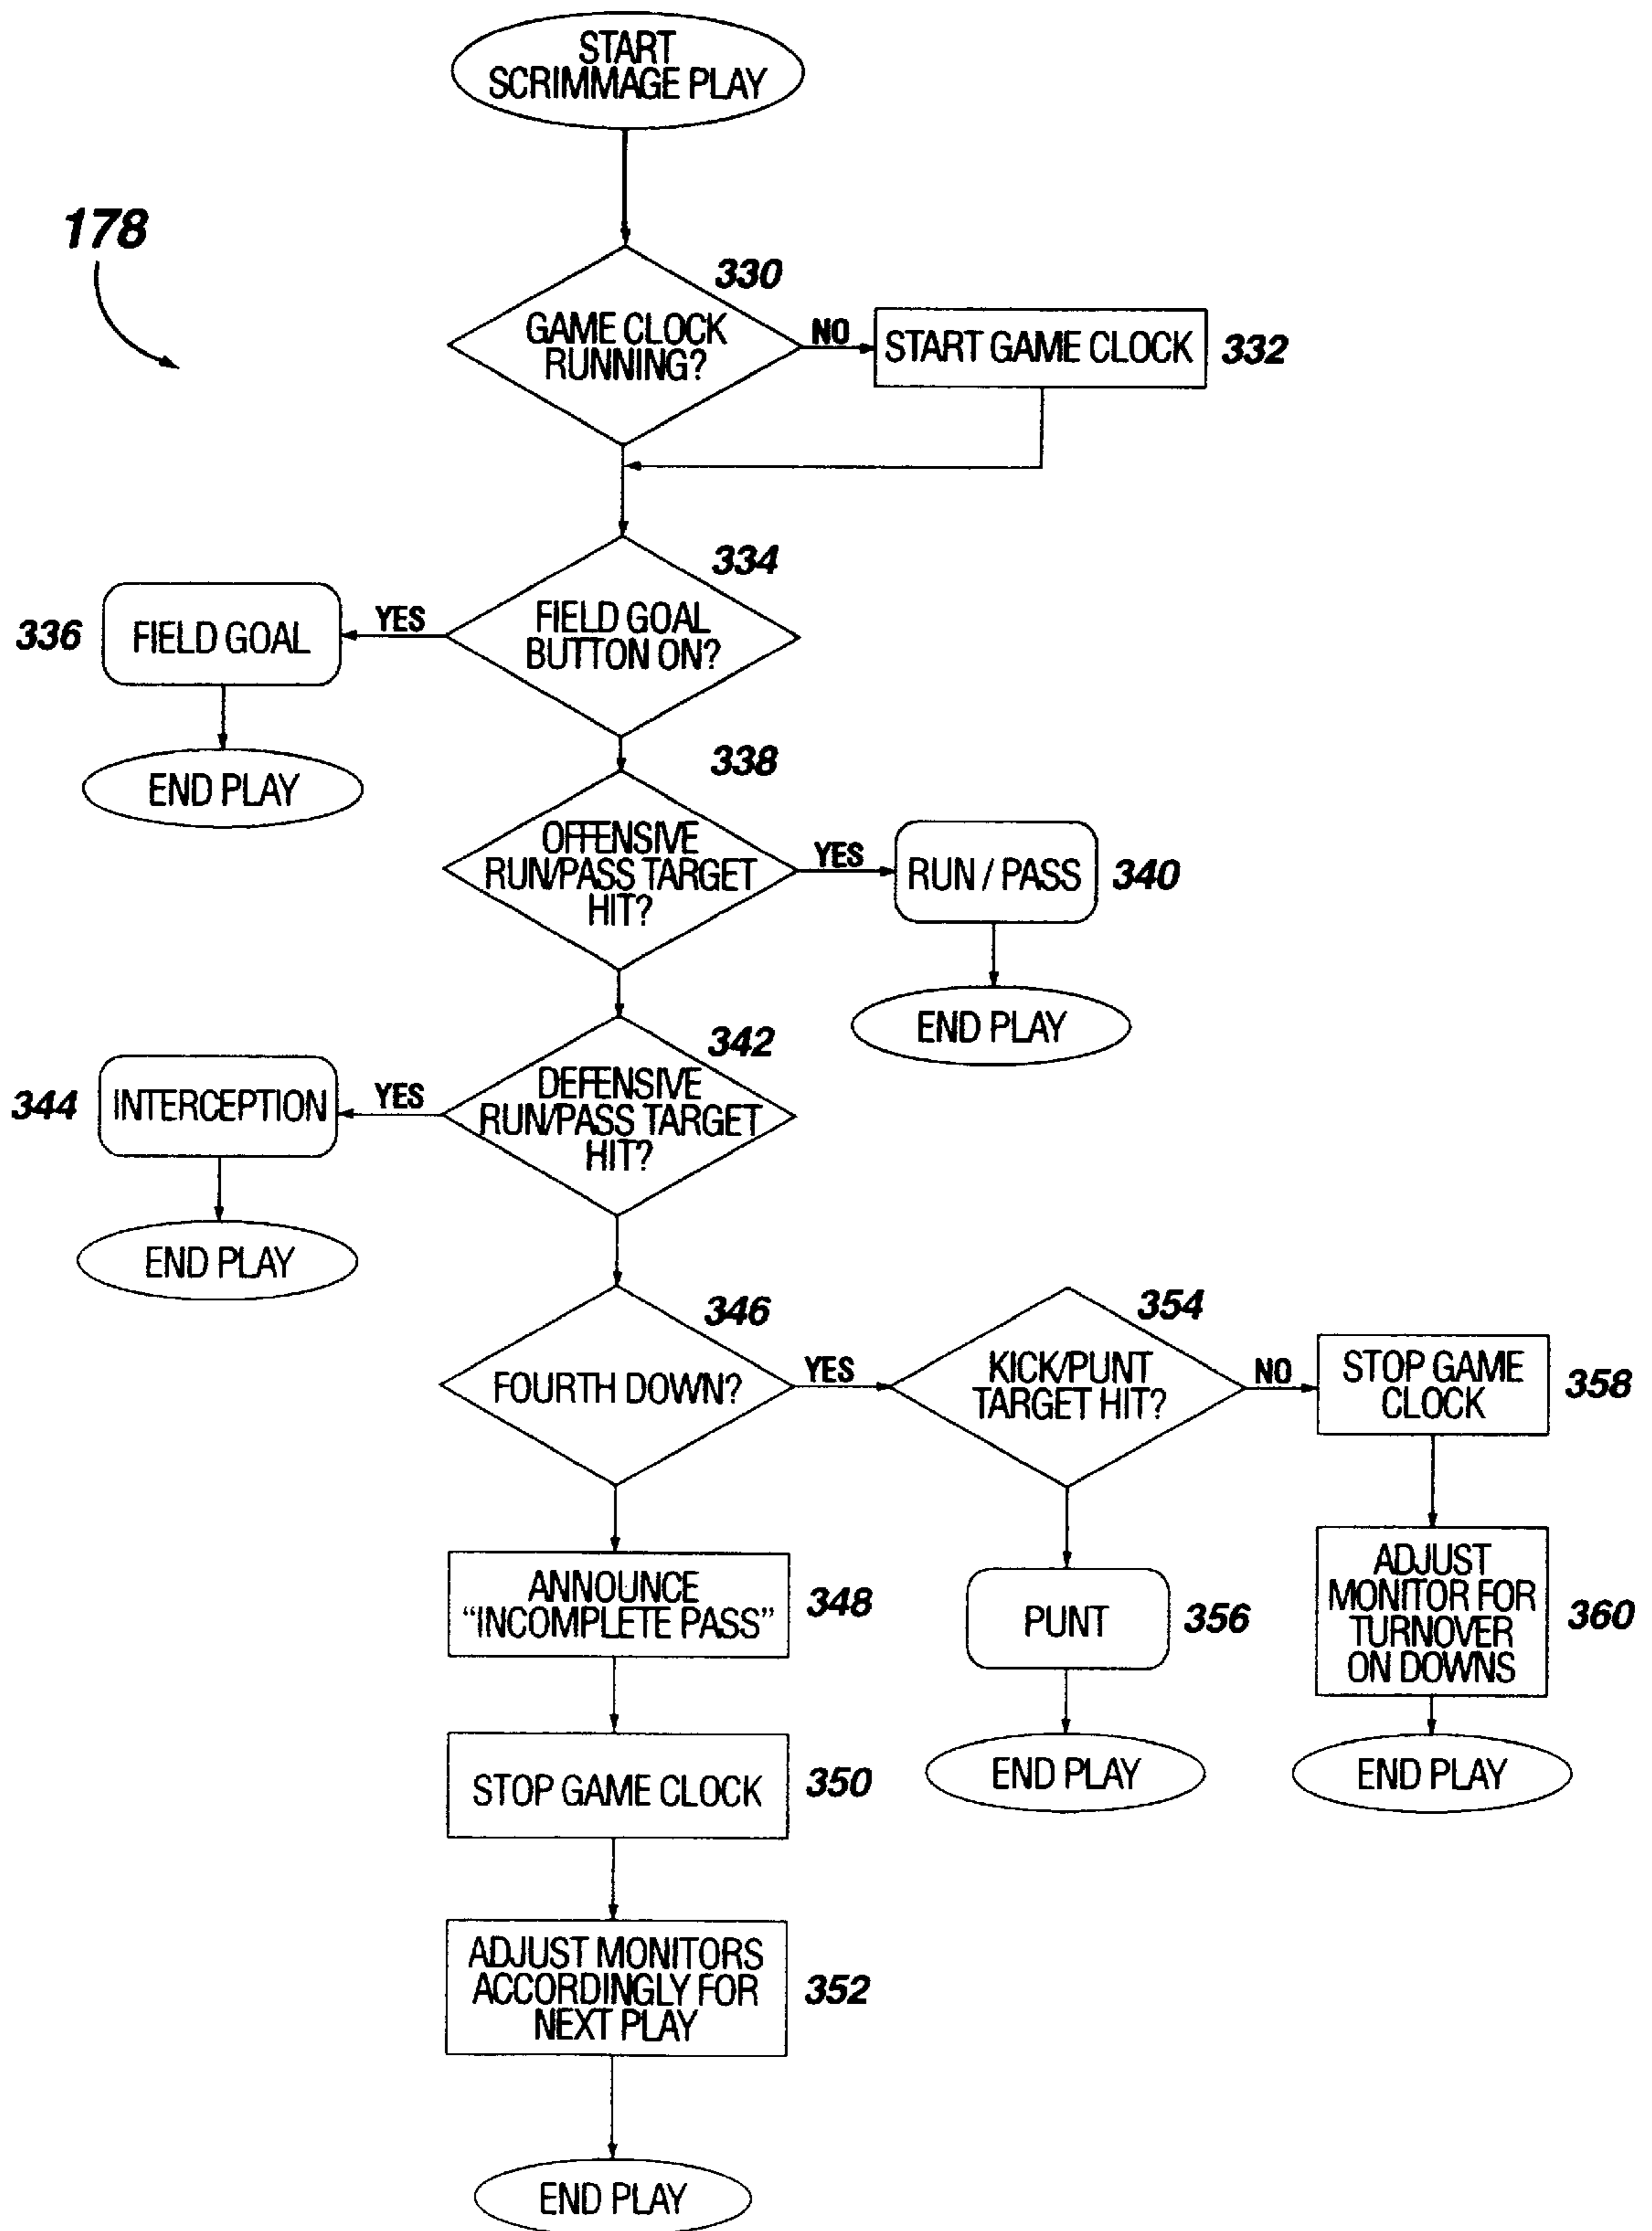 START
SCRIMMAGE PLAY
178
330
GAME CLOCK
RUNNING?
NO
START GAME CLOCK
332
334
FIELD GOAL
BUTTON ON?
YES
336
FIELD GOAL
END PLAY
338
OFFENSIVE
RUN/PASS TARGET
HIT?
YES
RUN / PASS
340
END PLAY
342
DEFENSIVE
RUN/PASS TARGET
HIT?
YES
344
INTERCEPTION
END PLAY
346
FOURTH DOWN?
YES
354
KICK/PUNT
TARGET HIT?
NO
STOP GAME
CLOCK
358
ANNOUNCE
“INCOMPLETE PASS”
348
PUNT
356
ADJUST
MONITOR FOR
TURNOVER
ON DOWNS
360
STOP GAME CLOCK
350
END PLAY
END PLAY
ADJUST MONITORS
ACCORDINGLY FOR
NEXT PLAY
352
END PLAY